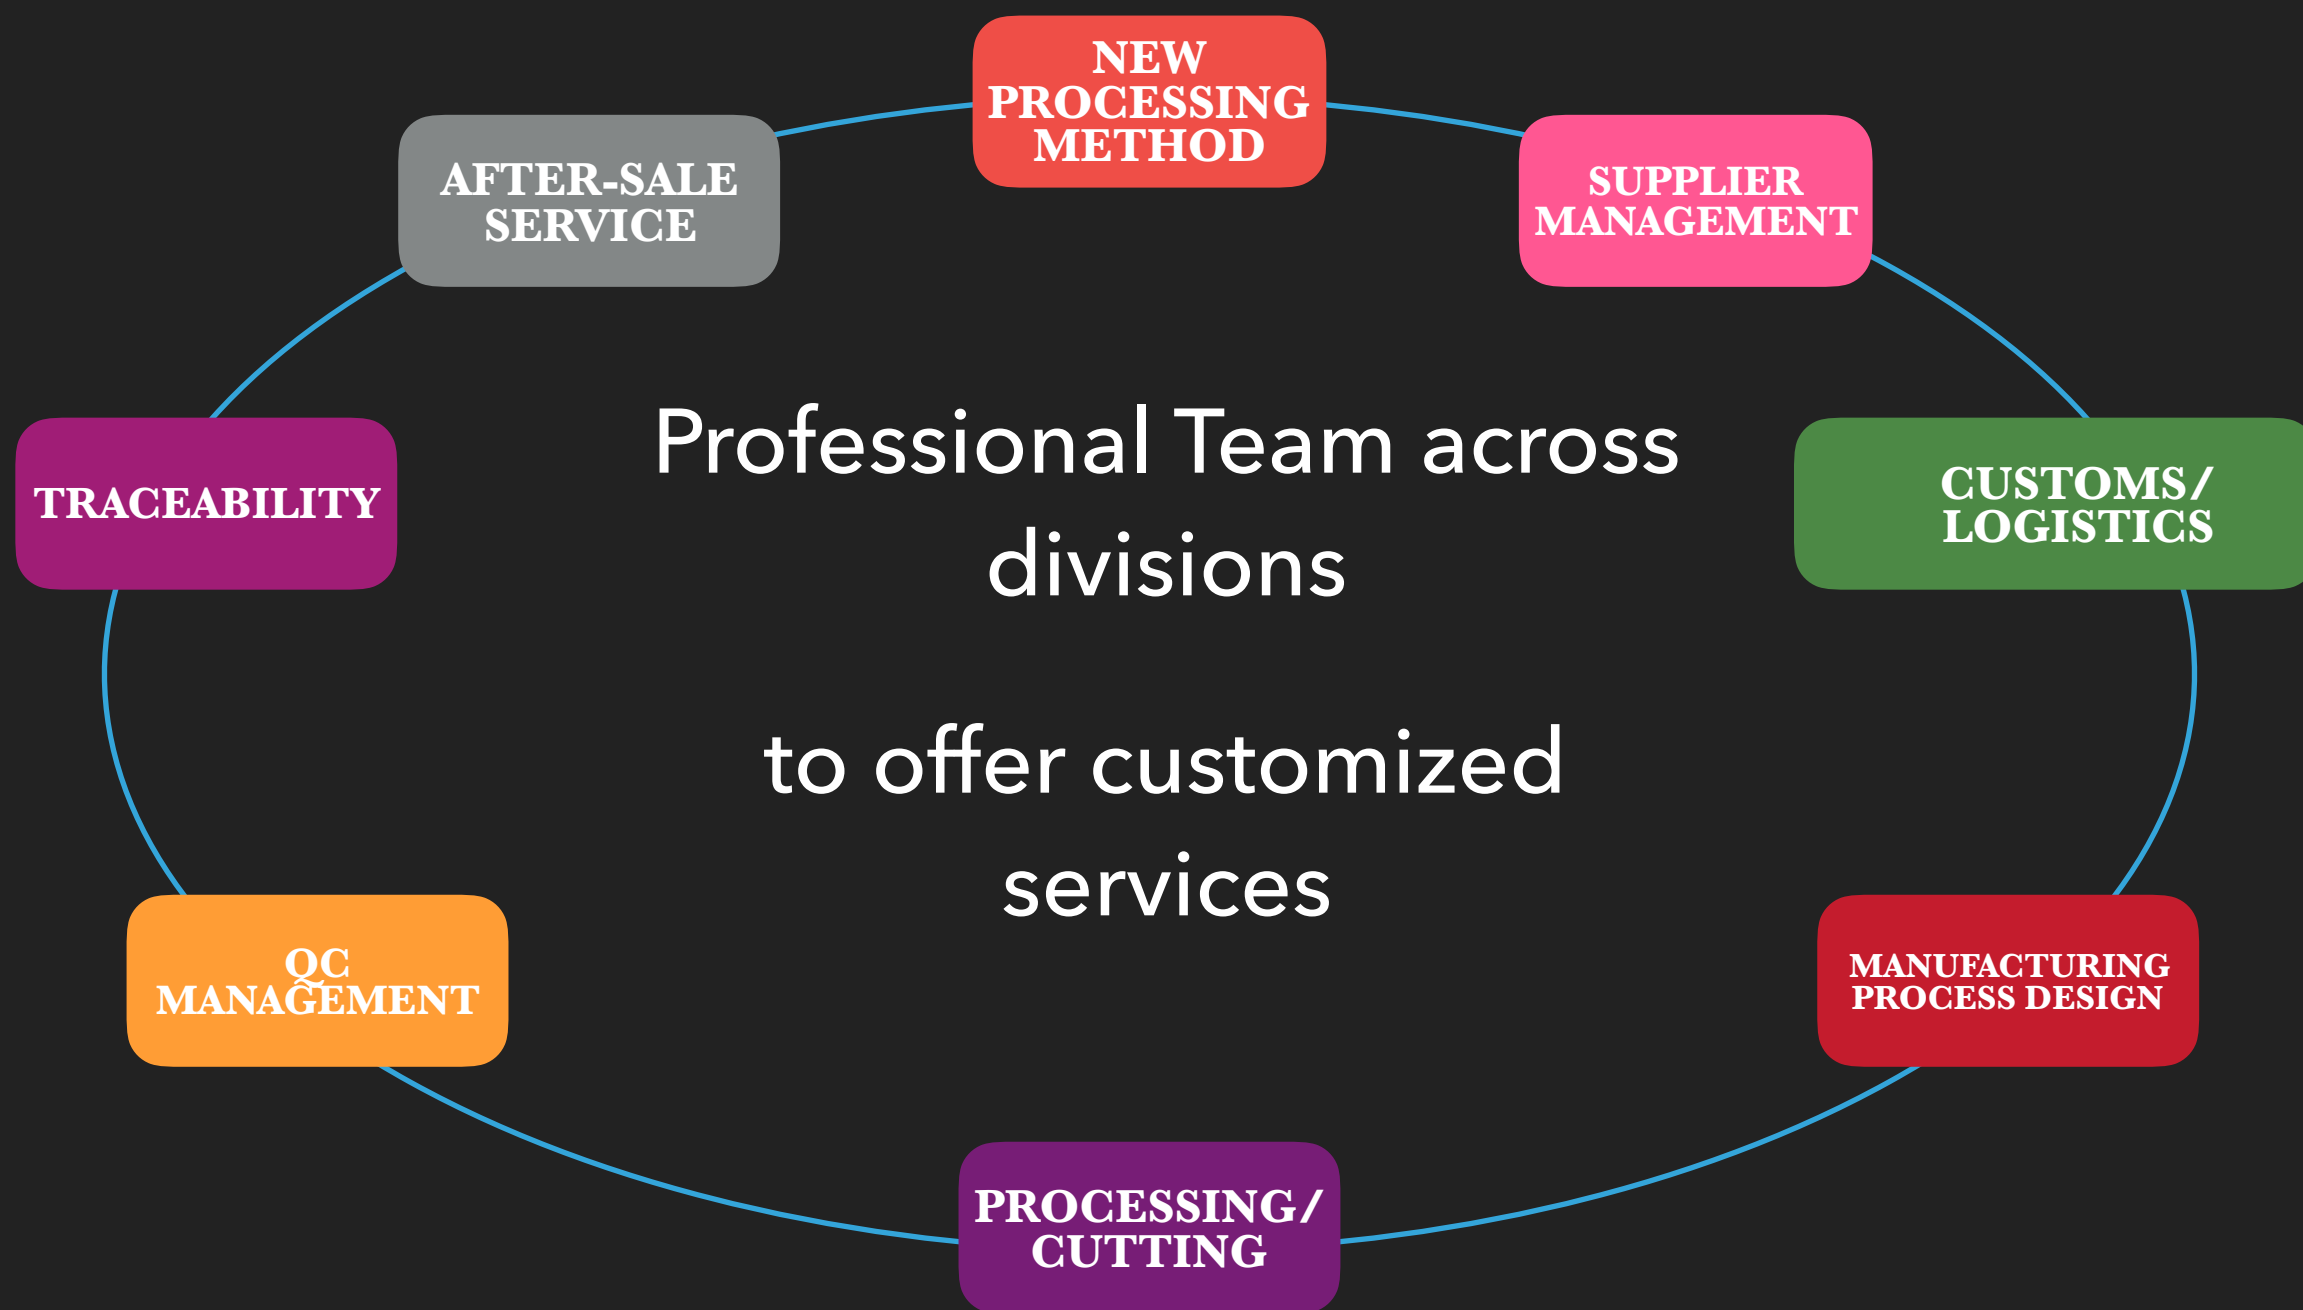 NEW
PROCESSING
METHOD
AFTER-SALE
SERVICE
SUPPLIER
MANAGEMENT
TRACEABILITY
Professional Team across
divisions
to offer customized
services
CUSTOMS/
LOGISTICS
QC
MANAGEMENT
MANUFACTURING
PROCESS DESIGN
PROCESSING/
CUTTING